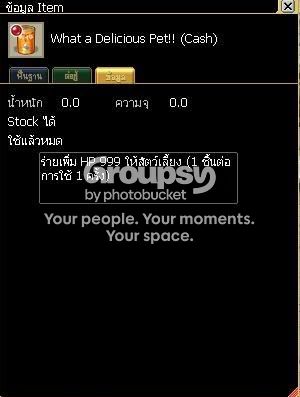 ข้อมูล Item
What a Delicious Pet!! (Cash)
พื้นฐาน ต่อสู้ ข้อมูล
น้ำหนัก 0.0 ความจุ 0.0
Stock ได้
ใช้แล้วหมด
ร่ายเพิ่ม HP 999 ให้สัตว์เลี้ยง (1 ชิ้นต่อ
การใช้ 1 ครั้ง)
Groupsy
by photobucket
Your people. Your moments.
Your space.